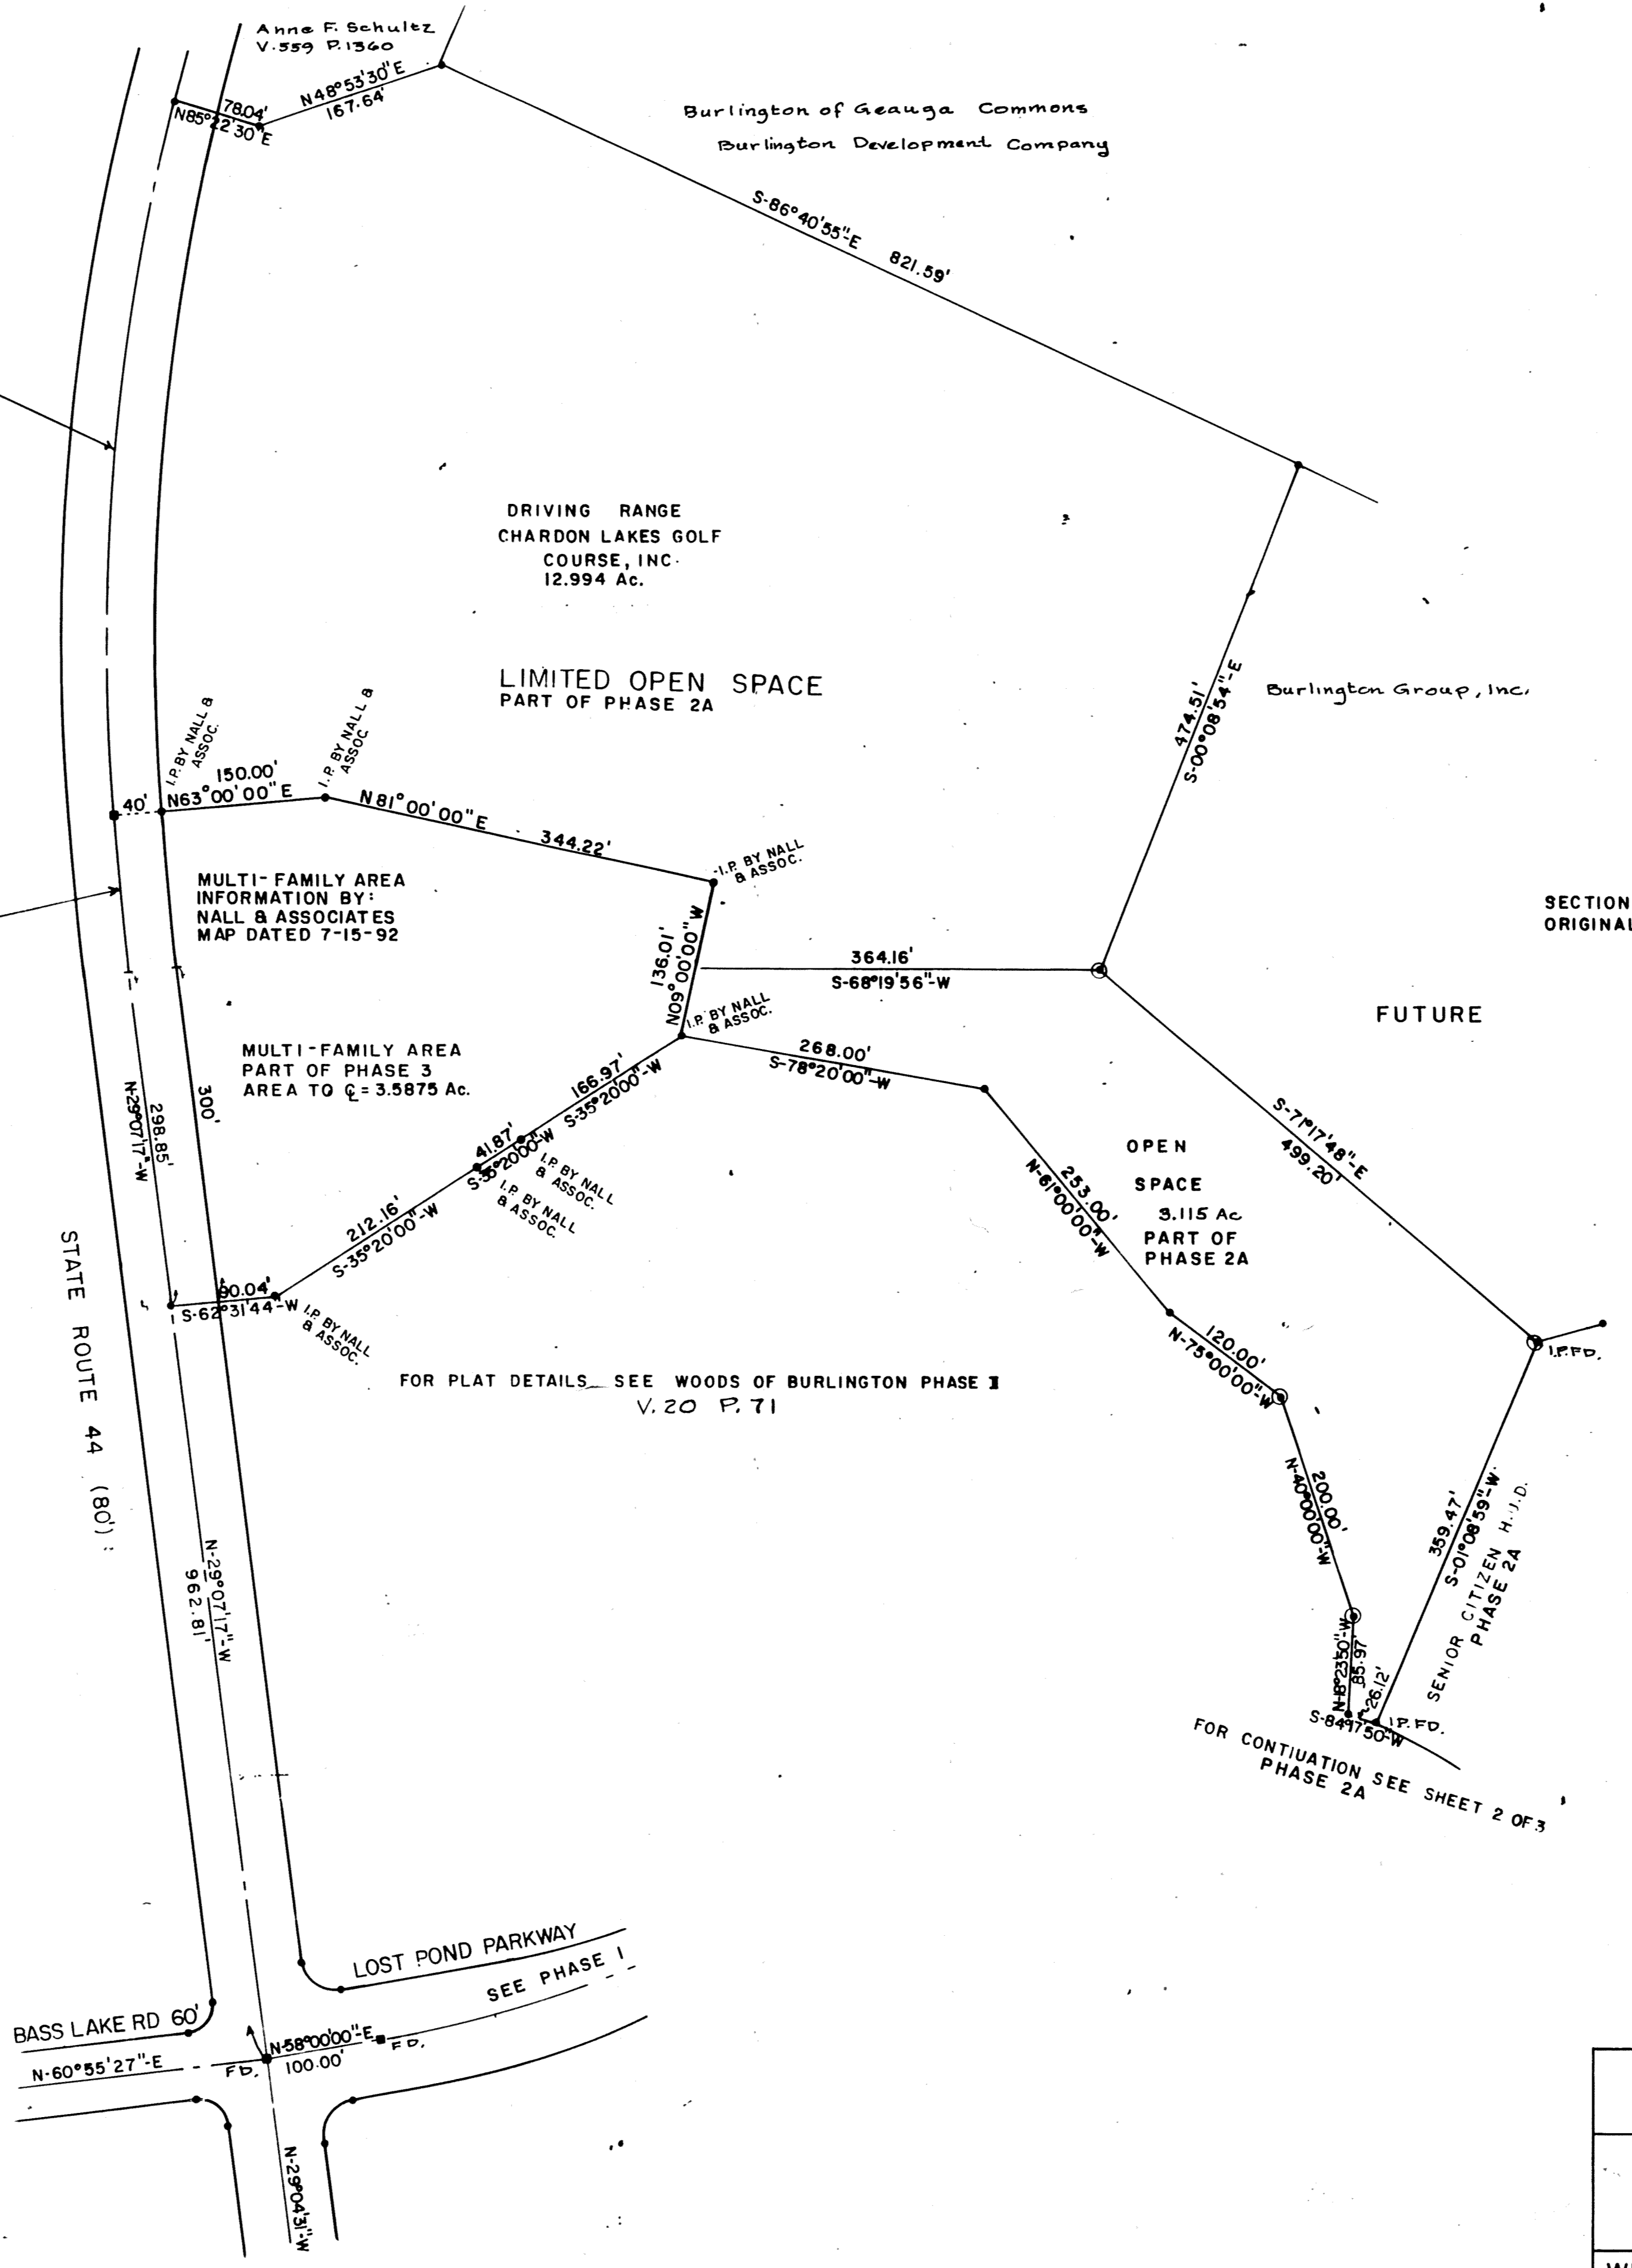 Anne F. Schultz
V.559 P.1360
78.04'
N85°22'30"E
N48°53'30"E
167.64'
Burlington of Geauga Commons
Burlington Development Company
S-86°40'55"-E
821.59'
DRIVING RANGE
CHARDON LAKES GOLF
COURSE, INC.
12.994 Ac.
LIMITED OPEN SPACE
PART OF PHASE 2A
474.51'
S-00°08'54"-E
Burlington Group, Inc.
I.P. BY NALL &
ASSOC.
I.P. BY NALL &
ASSOC.
40'
150.00'
N63°00'00"E
N81°00'00"E
344.22'
I.P. BY NALL
& ASSOC.
MULTI-FAMILY AREA
INFORMATION BY:
NALL & ASSOCIATES
MAP DATED 7-15-92
SECTION
ORIGINAL
136.01'
N09°00'00"W
364.16'
S-68°19'56"-W
I.P. BY NALL
& ASSOC.
FUTURE
MULTI-FAMILY AREA
PART OF PHASE 3
AREA TO ℄ = 3.5875 Ac.
268.00'
S-78°20'00"-W
166.97'
S-35°20'00"-W
41.87'
S-35°20'00"-W
I.P. BY NALL
& ASSOC.
I.P. BY NALL
& ASSOC.
N-29°07'17"-W
298.85'
300'
S-71°17'48"-E
499.20'
253.00'
N-61°00'00"-W
OPEN
SPACE
3.115 Ac
PART OF
PHASE 2A
212.16'
S-35°20'00"-W
90.04'
S-62°31'44"-W
I.P. BY NALL
& ASSOC.
120.00'
N-75°00'00"-W
I.P.FD.
STATE ROUTE 44 (80')
FOR PLAT DETAILS SEE WOODS OF BURLINGTON PHASE II
V.20 P.71
200.00'
N-40°00'00"-W
359.47'
S-01°08'59"-W
SENIOR CITIZEN H.J.D.
PHASE 2A
N-29°07'17"-W
962.81'
N-18°23'50"-W
85.97'
26.12'
S-84°17'50"-W
I.P. FD.
FOR CONTIUATION SEE SHEET 2 OF 3
PHASE 2A
LOST POND PARKWAY
SEE PHASE 1
BASS LAKE RD 60'
N-60°55'27"-E
FD.
N-58°00'00"-E
100.00'
FD.
N-29°04'31"-W